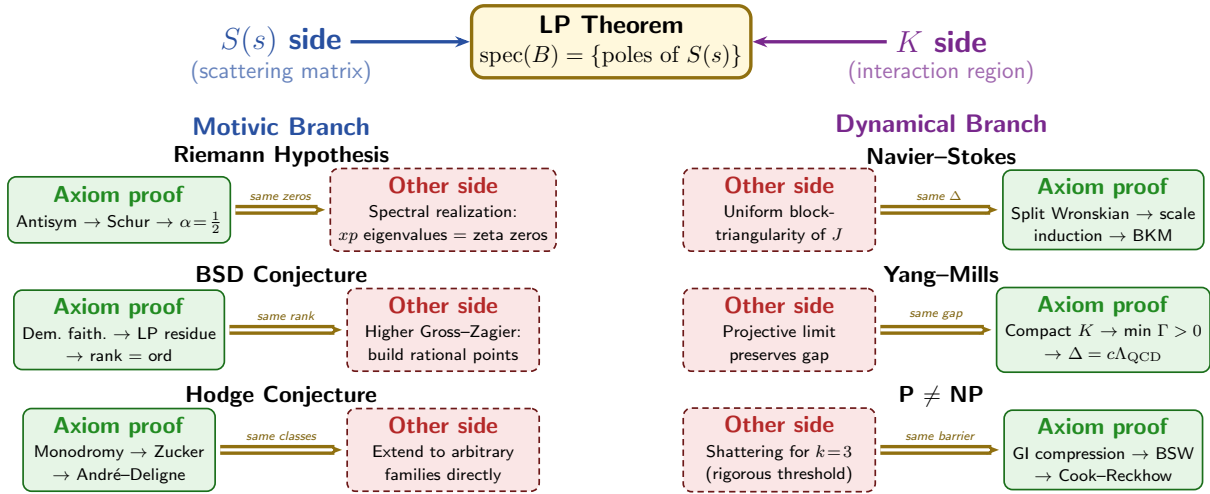 LP Theorem
spec(B) = {poles of S(s)}
S(s) side
(scattering matrix)
K side
(interaction region)
Motivic Branch
Riemann Hypothesis
Axiom proof
Antisym → Schur → α = 1/2
same zeros
Other side
Spectral realization:
xp eigenvalues = zeta zeros
BSD Conjecture
Axiom proof
Dem. faith. → LP residue
→ rank = ord
same rank
Other side
Higher Gross–Zagier:
build rational points
Hodge Conjecture
Axiom proof
Monodromy → Zucker
→ André–Deligne
same classes
Other side
Extend to arbitrary
families directly
Dynamical Branch
Navier–Stokes
Other side
Uniform block-
triangularity of J
same Δ
Axiom proof
Split Wronskian → scale
induction → BKM
Yang–Mills
Other side
Projective limit
preserves gap
same gap
Axiom proof
Compact K → min Γ > 0
→ Δ = cΛQCD
P ≠ NP
Other side
Shattering for k = 3
(rigorous threshold)
same barrier
Axiom proof
GI compression → BSW
→ Cook–Reckhow